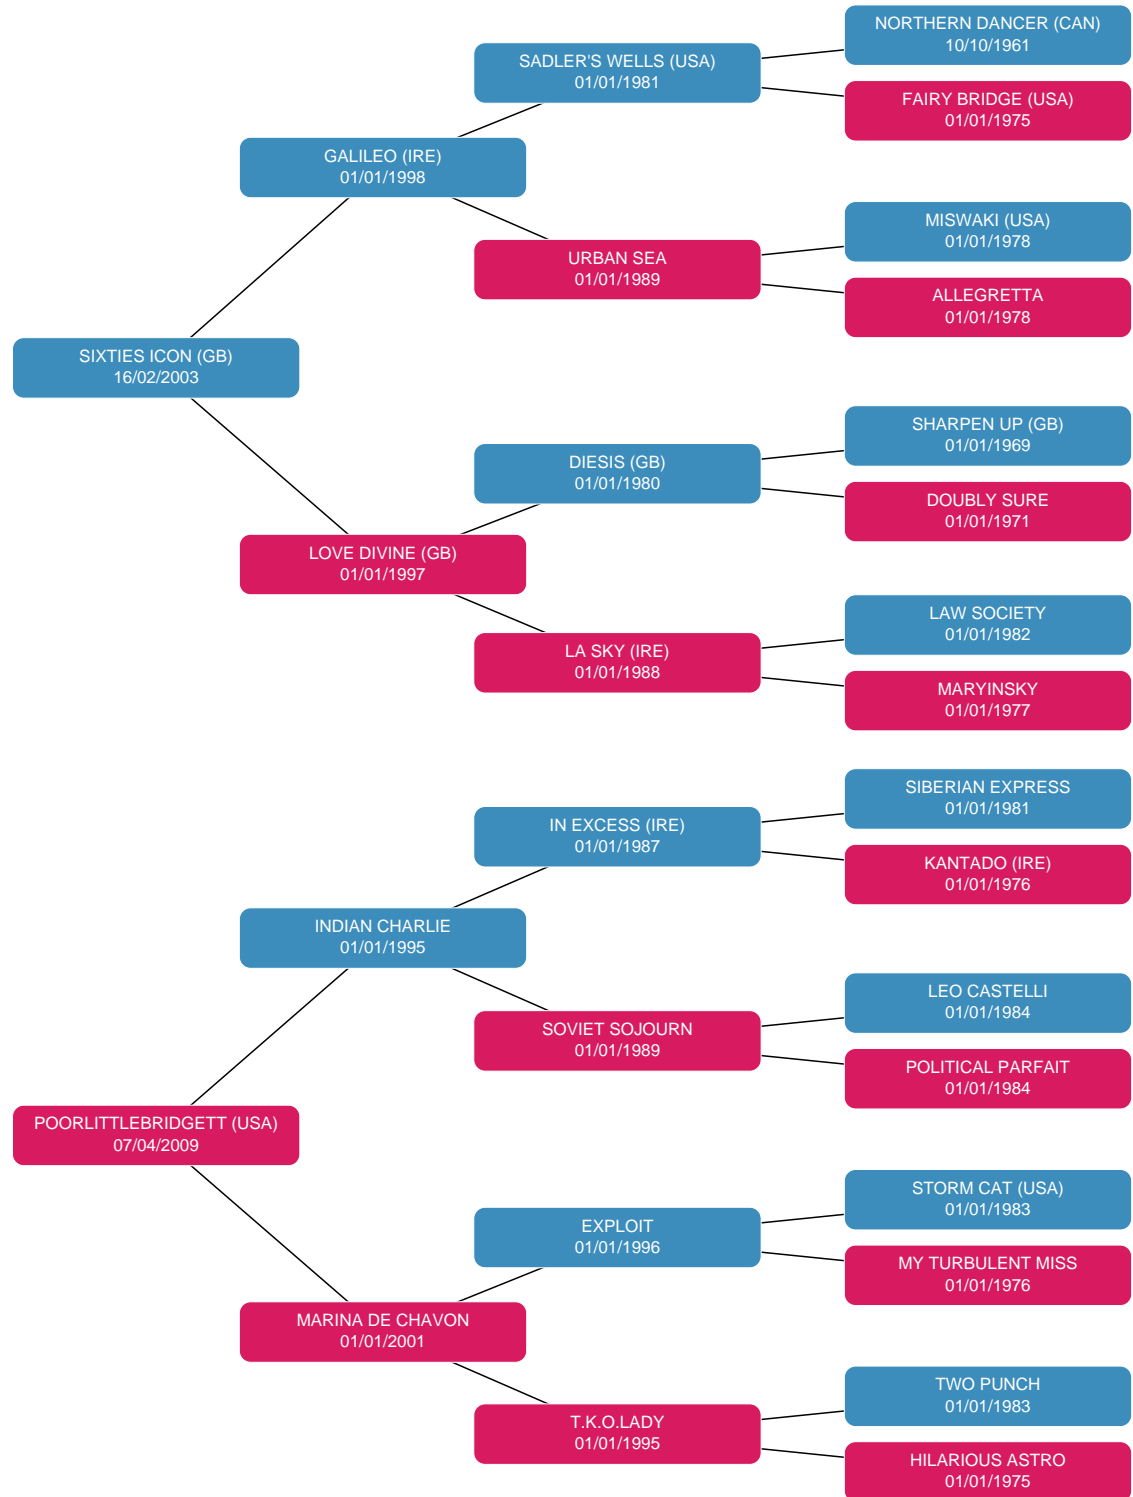 NORTHERN DANCER (CAN)
10/10/1961
SADLER'S WELLS (USA)
01/01/1981
FAIRY BRIDGE (USA)
01/01/1975
GALILEO (IRE)
01/01/1998
MISWAKI (USA)
01/01/1978
URBAN SEA
01/01/1989
ALLEGRETTA
01/01/1978
SIXTIES ICON (GB)
16/02/2003
SHARPEN UP (GB)
01/01/1969
DIESIS (GB)
01/01/1980
DOUBLY SURE
01/01/1971
LOVE DIVINE (GB)
01/01/1997
LAW SOCIETY
01/01/1982
LA SKY (IRE)
01/01/1988
MARYINSKY
01/01/1977
SIBERIAN EXPRESS
01/01/1981
IN EXCESS (IRE)
01/01/1987
KANTADO (IRE)
01/01/1976
INDIAN CHARLIE
01/01/1995
LEO CASTELLI
01/01/1984
SOVIET SOJOURN
01/01/1989
POLITICAL PARFAIT
01/01/1984
POORLITTLEBRIDGETT (USA)
07/04/2009
STORM CAT (USA)
01/01/1983
EXPLOIT
01/01/1996
MY TURBULENT MISS
01/01/1976
MARINA DE CHAVON
01/01/2001
TWO PUNCH
01/01/1983
T.K.O.LADY
01/01/1995
HILARIOUS ASTRO
01/01/1975